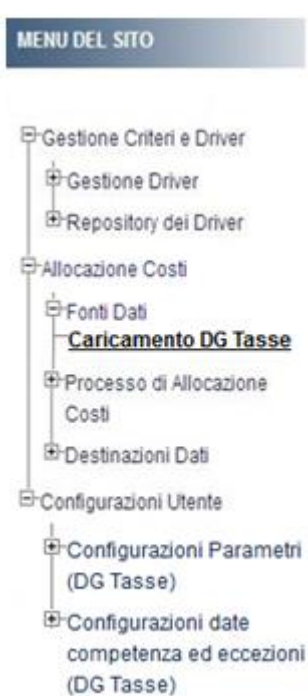 MENU DEL SITO
Gestione Criteri e Driver
Gestione Driver
Repository dei Driver
Allocazione Costi
Fonti Dati
Caricamento DG Tasse
Processo di Allocazione
Costi
Destinazioni Dati
Configurazioni Utente
Configurazioni Parametri
(DG Tasse)
Configurazioni date
competenza ed eccezioni
(DG Tasse)